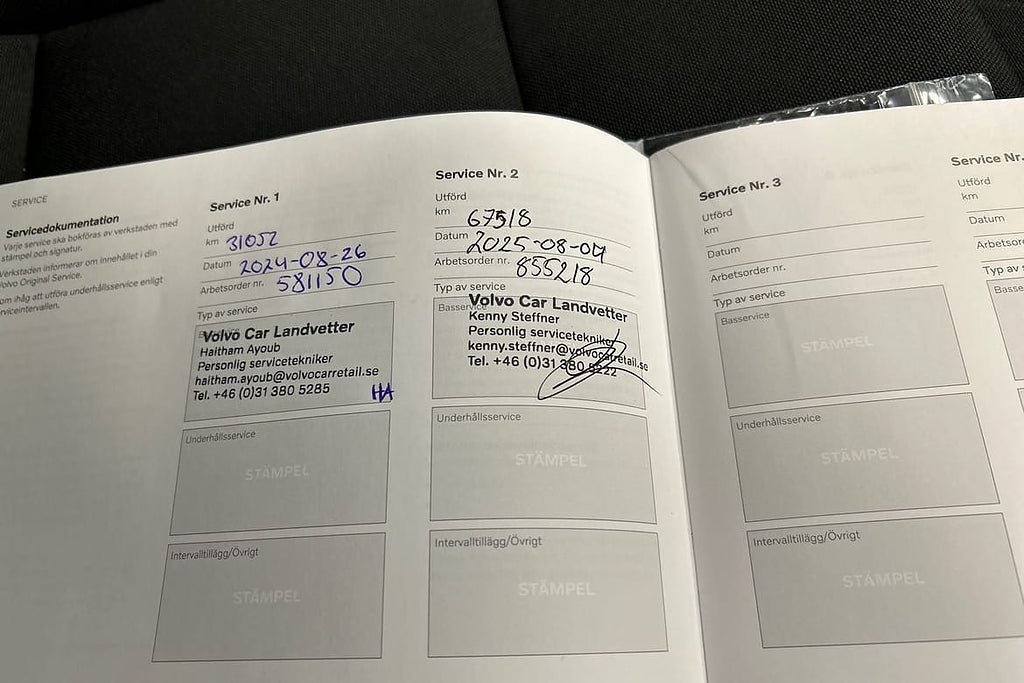 SERVICE
Servicedokumentation
Varje service ska bokföras av verkstaden med
stämpel och signatur.
Verkstaden informerar om innehållet i din
Volvo Original Service.
om ihåg att utföra underhållsservice enligt
serviceintervallen.
Service Nr. 1
Utförd
km 31052
Datum 2024-08-26
Arbetsorder nr. 581150
Typ av service
Volvo Car Landvetter
Haitham Ayoub
Personlig servicetekniker
haitham.ayoub@volvocarretail.se
Tel. +46 (0)31 380 5285
HA
Underhållsservice
STÄMPEL
Intervalltillägg/Övrigt
STÄMPEL
Service Nr. 2
Utförd
km 67518
Datum 2025-08-04
Arbetsorder nr. 855218
Typ av service
Basservice
Volvo Car Landvetter
Kenny Steffner
Personlig servicetekniker
kenny.steffner@volvocarretail.se
Tel. +46 (0)31 380 5222
Underhållsservice
STÄMPEL
Intervalltillägg/Övrigt
STÄMPEL
Service Nr. 3
Utförd
km
Datum
Arbetsorder nr.
Typ av service
Basservice
STÄMPEL
Underhållsservice
STÄMPEL
Intervalltillägg/Övrigt
STÄMPEL
Service Nr.
Utförd
km
Datum
Arbetsor
Typ av s
Basse